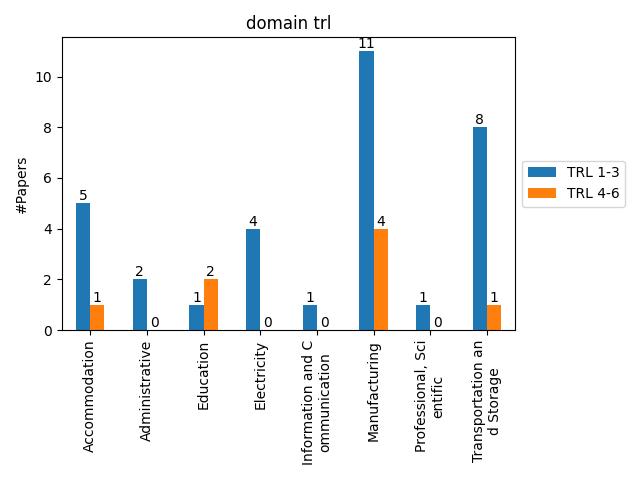 domain trl
#Papers
10
8
6
4
2
0
5
1
2
0
1
2
4
0
1
0
11
4
1
0
8
1
TRL 1-3
TRL 4-6
Accommodation
Administrative
Education
Electricity
Information and C
ommunication
Manufacturing
Professional, Sci
entific
Transportation an
d Storage